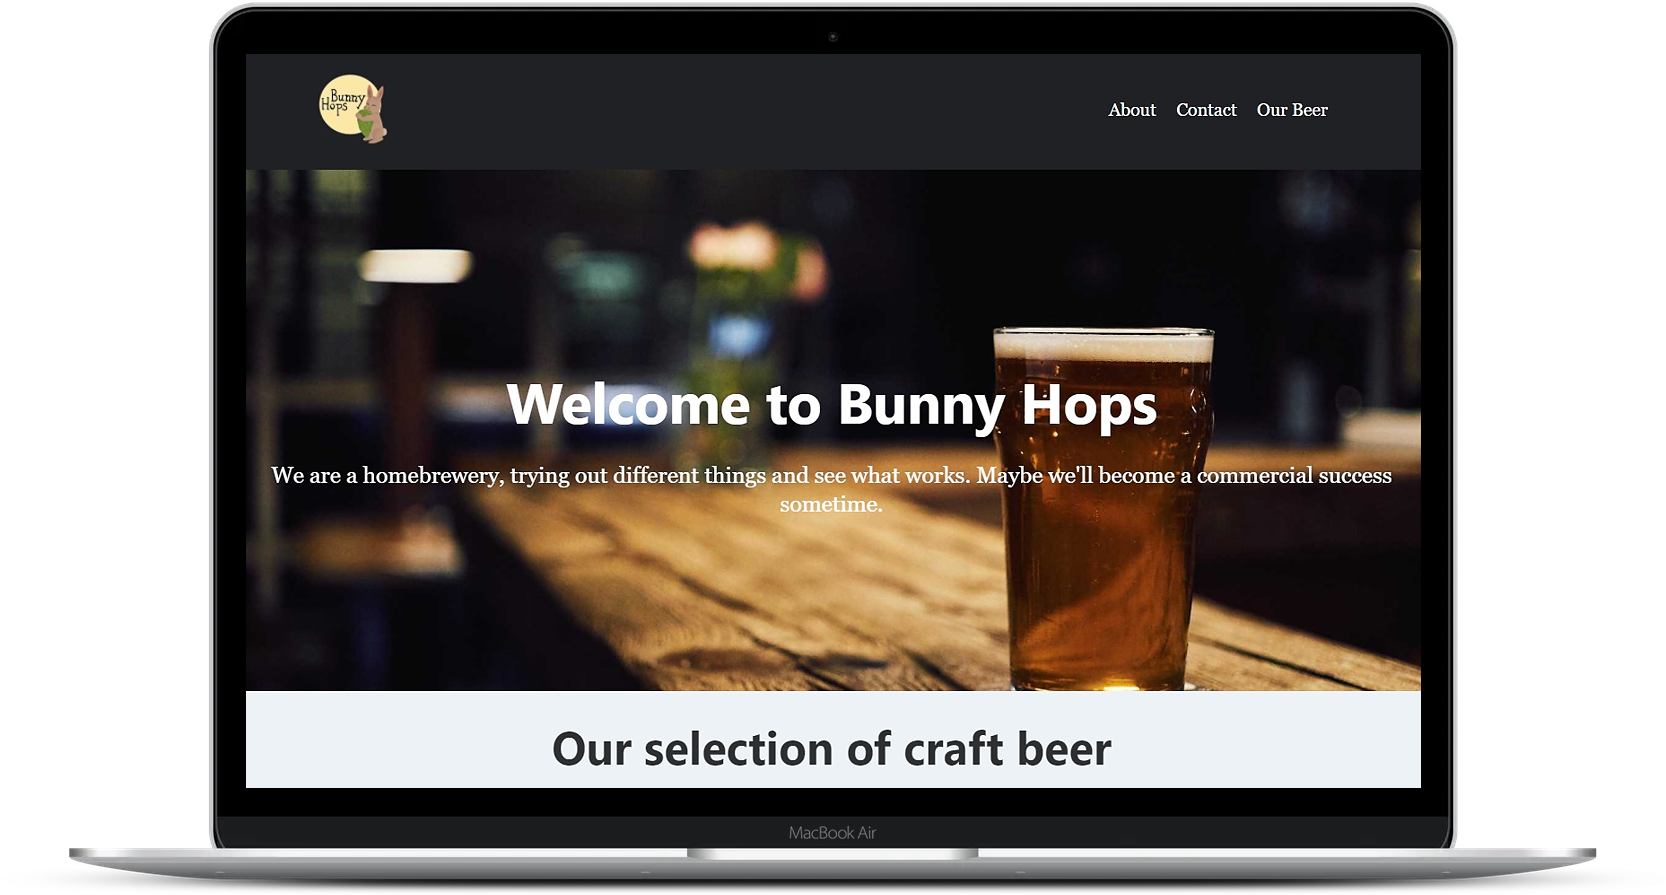 Bunny
Hops
About Contact Our Beer
Welcome to Bunny Hops
We are a homebrewery, trying out different things and see what works. Maybe we'll become a commercial success
sometime.
Our selection of craft beer
MacBook Air